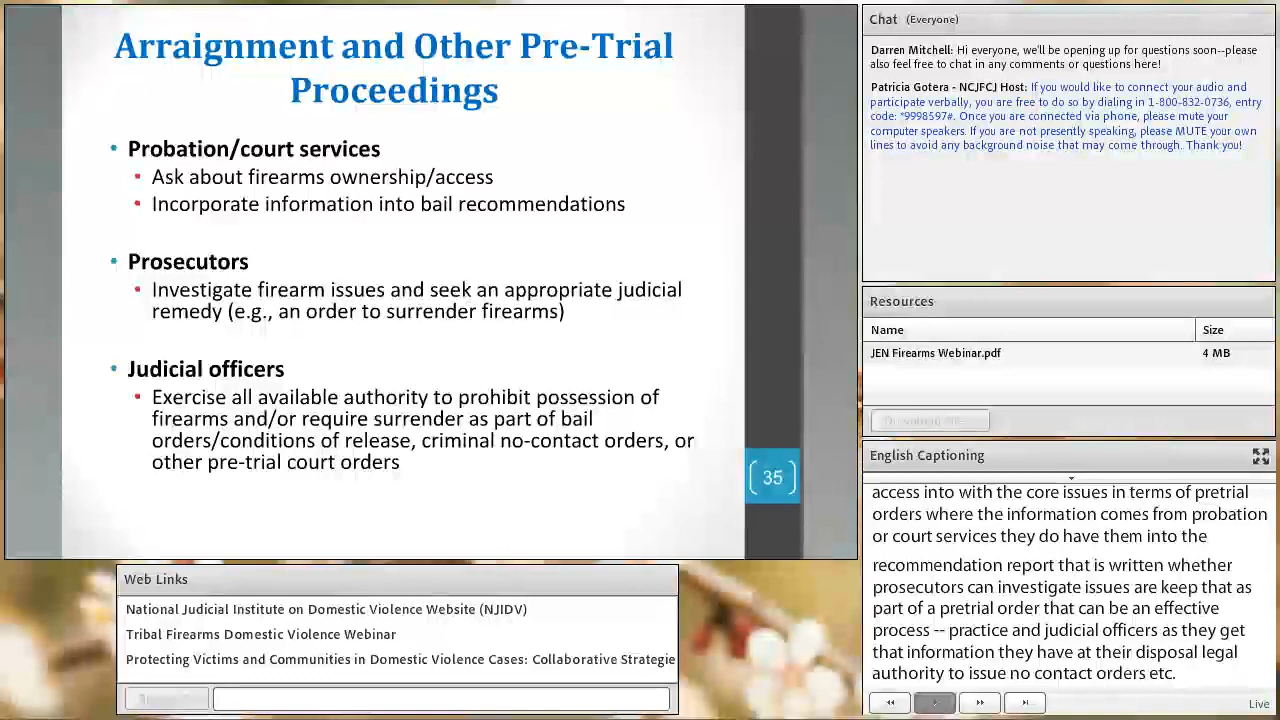 Arraignment and Other Pre-Trial
Proceedings
• Probation/court services
• Ask about firearms ownership/access
• Incorporate information into bail recommendations
• Prosecutors
• Investigate firearm issues and seek an appropriate judicial
remedy (e.g., an order to surrender firearms)
• Judicial officers
• Exercise all available authority to prohibit possession of
firearms and/or require surrender as part of bail
orders/conditions of release, criminal no-contact orders, or
other pre-trial court orders
35
Chat (Everyone)
Darren Mitchell: Hi everyone, we'll be opening up for questions soon--please
also feel free to chat in any comments or questions here!
Patricia Gotera - NCJFCJ Host: If you would like to connect your audio and
participate verbally, you are free to do so by dialing in 1-800-832-0736, entry
code: *9998597#. Once you are connected via phone, please mute your
computer speakers. If you are not presently speaking, please MUTE your own
lines to avoid any background noise that may come through. Thank you!
Resources
Name Size
JEN Firearms Webinar.pdf 4 MB
English Captioning
access into with the core issues in terms of pretrial
orders where the information comes from probation
or court services they do have them into the
recommendation report that is written whether
prosecutors can investigate issues are keep that as
part of a pretrial order that can be an effective
process -- practice and judicial officers as they get
that information they have at their disposal legal
authority to issue no contact orders etc.
Live
Web Links
National Judicial Institute on Domestic Violence Website (NJIDV)
Tribal Firearms Domestic Violence Webinar
Protecting Victims and Communities in Domestic Violence Cases: Collaborative Strategie